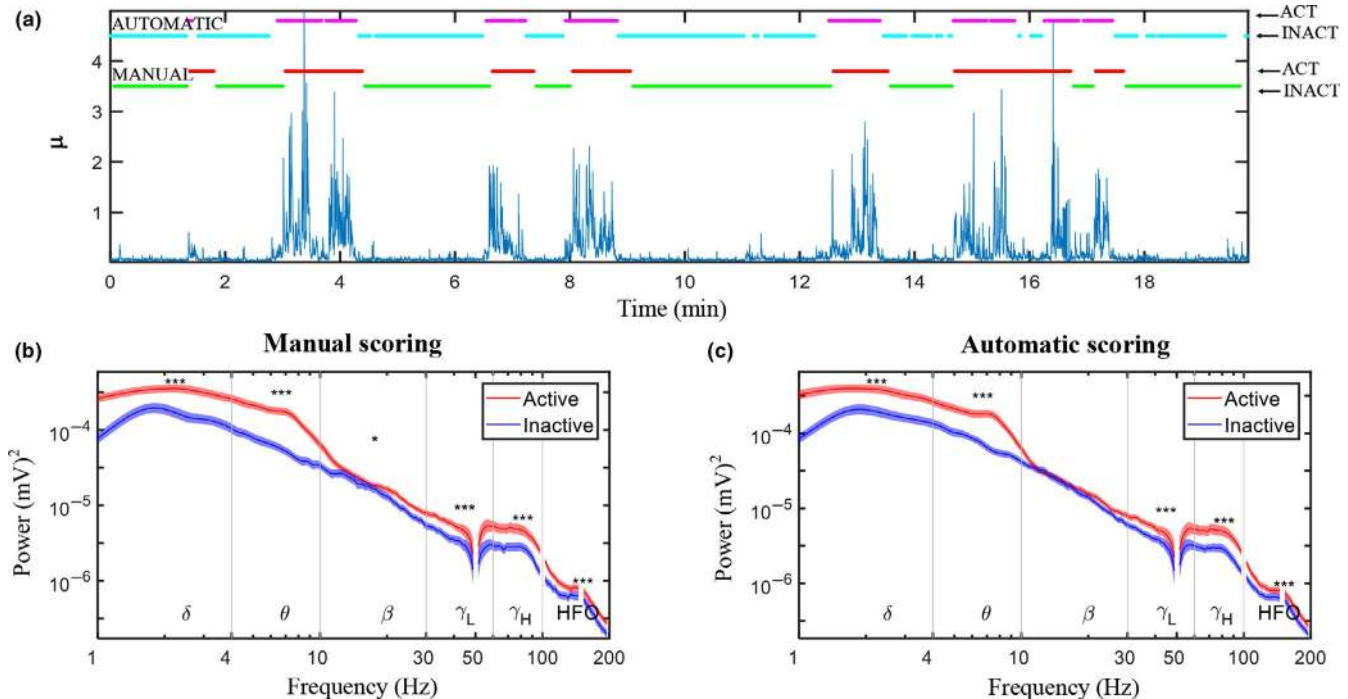 (a)
AUTOMATIC
ACT
INACT
MANUAL
ACT
INACT
4
3
2
1
μ
0 2 4 6 8 10 12 14 16 18
Time (min)
(b)
Manual scoring
***
***
*
***
***
***
Active
Inactive
10⁻⁴
10⁻⁵
10⁻⁶
Power (mV)²
δ θ β γL γH HFO
1 4 10 30 50 100 200
Frequency (Hz)
(c)
Automatic scoring
***
***
***
***
***
Active
Inactive
10⁻⁴
10⁻⁵
10⁻⁶
Power (mV)²
δ θ β γL γH HFO
1 4 10 30 50 100 200
Frequency (Hz)